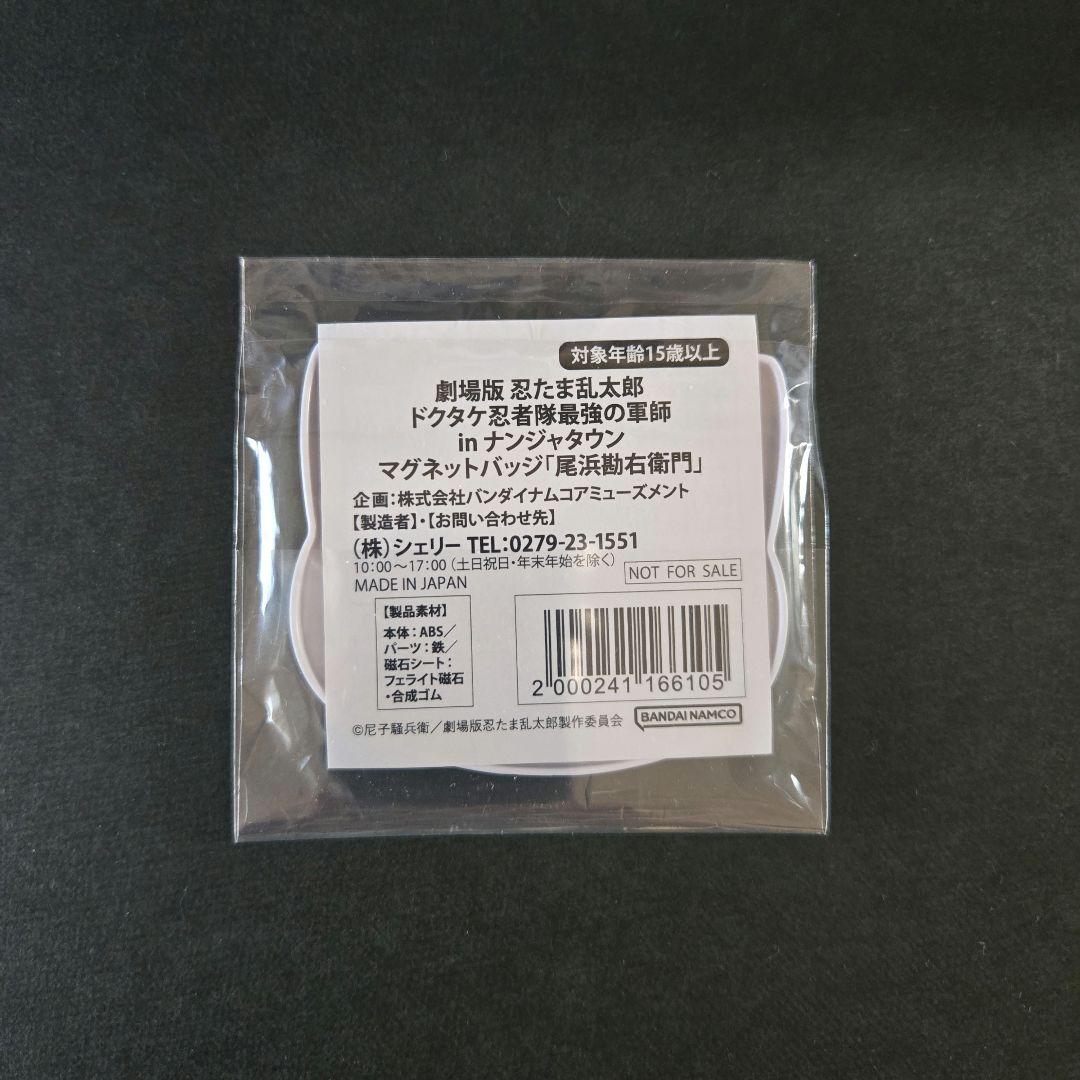 対象年齢15歳以上
劇場版 忍たま乱太郎
ドクタケ忍者隊最強の軍師
in ナンジャタウン
マグネットバッジ「尾浜勘右衛門」
企画:株式会社バンダイナムコアミューズメント
【製造者】・【お問い合わせ先】
(株)シェリー TEL:0279-23-1551
10:00～17:00(土日祝日・年末年始を除く)
NOT FOR SALE
MADE IN JAPAN
【製品素材】
本体:ABS／
パーツ:鉄／
磁石シート:
フェライト磁石
・合成ゴム
2 000241 166105
©尼子騒兵衛／劇場版忍たま乱太郎製作委員会
BANDAI NAMCO